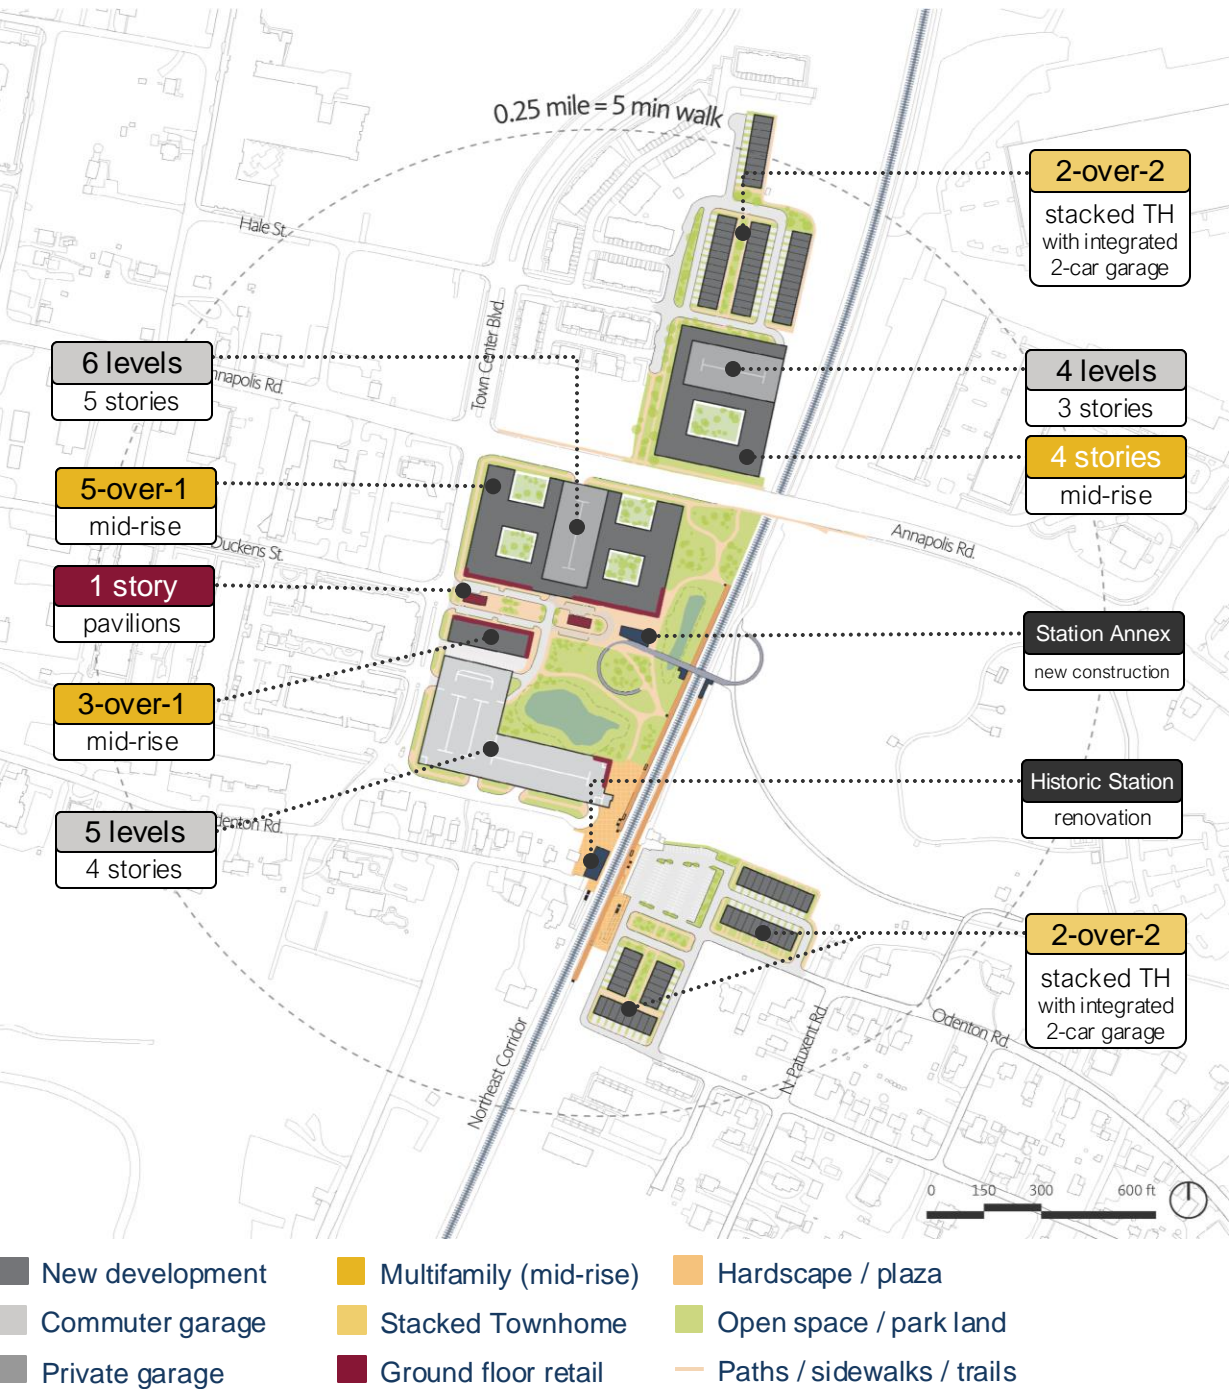 0.25 mile = 5 min walk
2-over-2
stacked TH
with integrated
2-car garage
Hale St.
Town Center Blvd.
6 levels
5 stories
nnapolis Rd.
4 levels
3 stories
4 stories
mid-rise
5-over-1
mid-rise
Annapolis Rd.
Duckens St.
1 story
pavilions
Station Annex
new construction
3-over-1
mid-rise
Historic Station
renovation
5 levels
4 stories
denton Rd.
2-over-2
stacked TH
with integrated
2-car garage
Odenton Rd.
N. Patuxent Rd.
Northeast Corridor
0 150 300 600 ft
New development
Multifamily (mid-rise)
Hardscape / plaza
Commuter garage
Stacked Townhome
Open space / park land
Private garage
Ground floor retail
Paths / sidewalks / trails